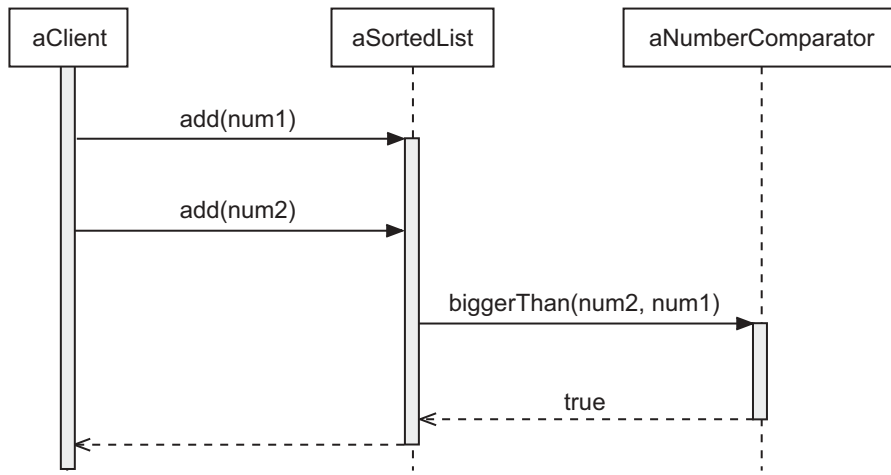 aClient
aSortedList
aNumberComparator
add(num1)
add(num2)
biggerThan(num2, num1)
true